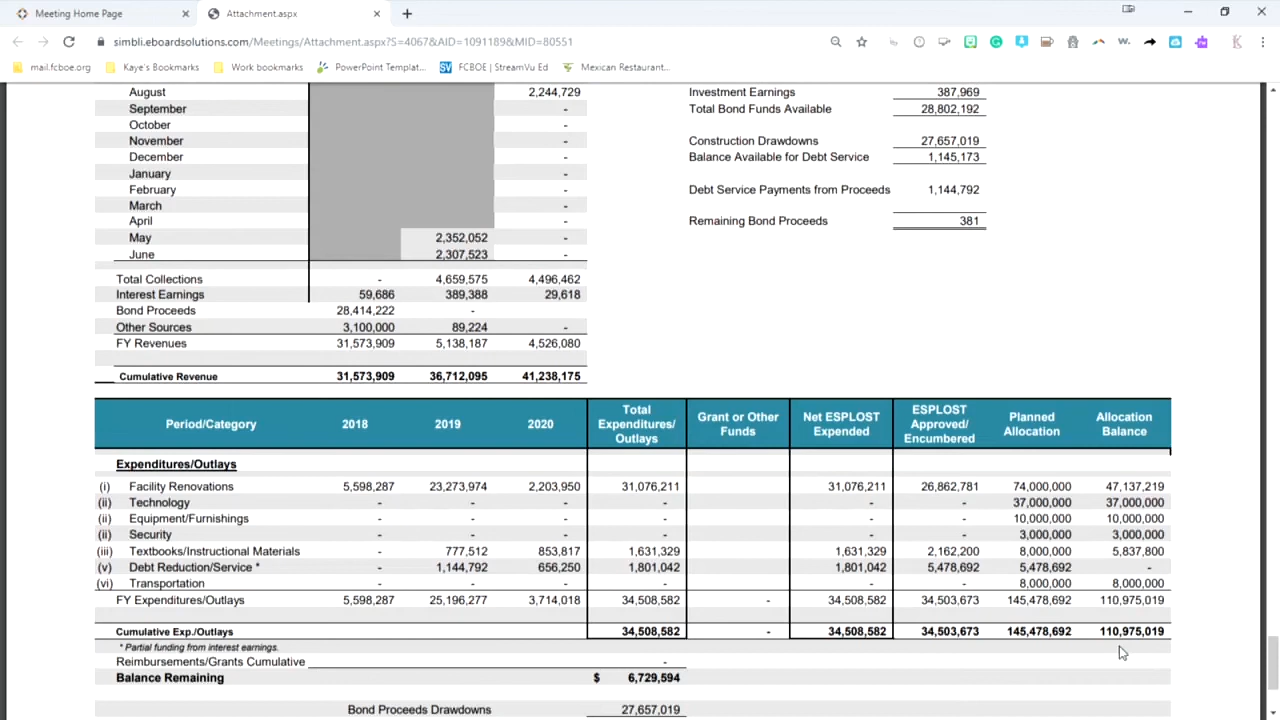 Meeting Home Page
Attachment.aspx
simbli.eboardsolutions.com/Meetings/Attachment.aspx?S=4067&AID=1091189&MID=80551
mail.fcboe.org Kaye's Bookmarks Work bookmarks PowerPoint Templat... SV FCBOE | StreamVu Ed Mexican Restaurant...
August 2,244,729
September -
October -
November -
December -
January -
February -
March -
April -
May 2,352,052 -
June 2,307,523 -
Total Collections - 4,659,575 4,496,462
Interest Earnings 59,686 389,388 29,618
Bond Proceeds 28,414,222 -
Other Sources 3,100,000 89,224 -
FY Revenues 31,573,909 5,138,187 4,526,080
Cumulative Revenue 31,573,909 36,712,095 41,238,175
Investment Earnings 387,969
Total Bond Funds Available 28,802,192
Construction Drawdowns 27,657,019
Balance Available for Debt Service 1,145,173
Debt Service Payments from Proceeds 1,144,792
Remaining Bond Proceeds 381
Period/Category 2018 2019 2020 Total Expenditures/ Outlays Grant or Other Funds Net ESPLOST Expended ESPLOST Approved/ Encumbered Planned Allocation Allocation Balance
Expenditures/Outlays
(i) Facility Renovations 5,598,287 23,273,974 2,203,950 31,076,211 31,076,211 26,862,781 74,000,000 47,137,219
(ii) Technology - - - - - - 37,000,000 37,000,000
(ii) Equipment/Furnishings - - - - - - 10,000,000 10,000,000
(ii) Security - - - - - - 3,000,000 3,000,000
(iii) Textbooks/Instructional Materials - 777,512 853,817 1,631,329 1,631,329 2,162,200 8,000,000 5,837,800
(v) Debt Reduction/Service * - 1,144,792 656,250 1,801,042 1,801,042 5,478,692 5,478,692 -
(vi) Transportation - - - - - - 8,000,000 8,000,000
FY Expenditures/Outlays 5,598,287 25,196,277 3,714,018 34,508,582 - 34,508,582 34,503,673 145,478,692 110,975,019
Cumulative Exp./Outlays 34,508,582 - 34,508,582 34,503,673 145,478,692 110,975,019
* Partial funding from interest earnings.
Reimbursements/Grants Cumulative -
Balance Remaining $ 6,729,594
Bond Proceeds Drawdowns 27,657,019